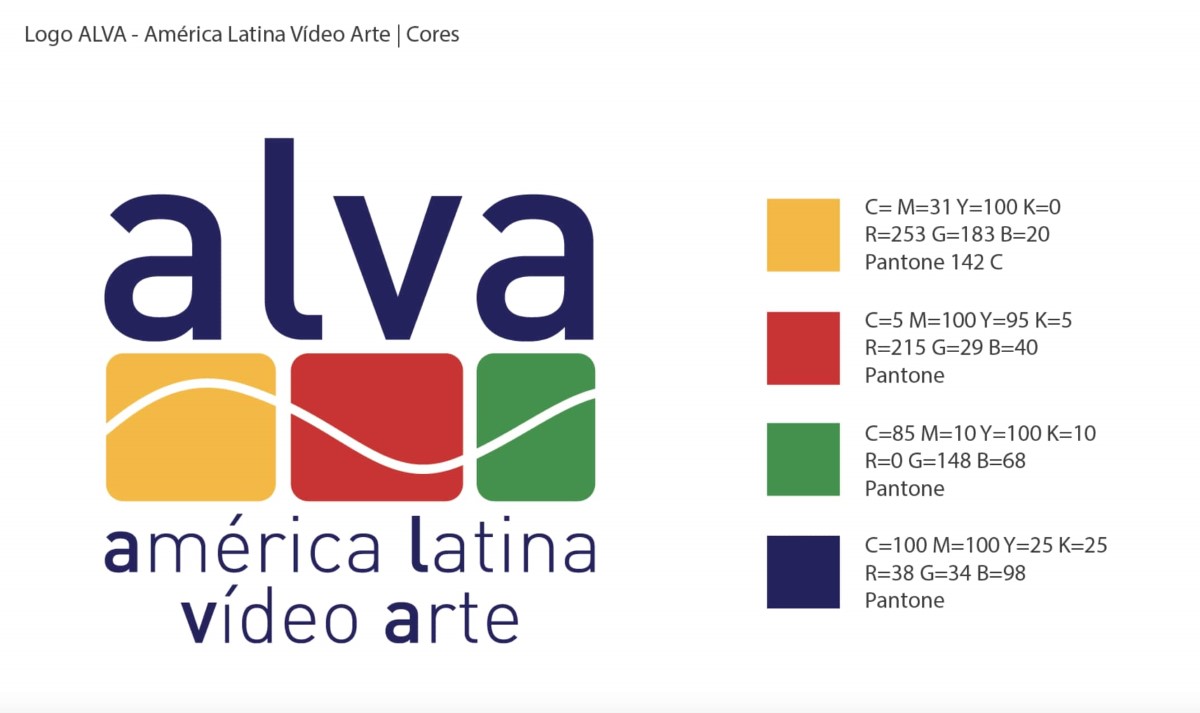 Logo ALVA - América Latina Vídeo Arte | Cores
alva
américa latina
vídeo arte
C= M=31 Y=100 K=0
R=253 G=183 B=20
Pantone 142 C
C=5 M=100 Y=95 K=5
R=215 G=29 B=40
Pantone
C=85 M=10 Y=100 K=10
R=0 G=148 B=68
Pantone
C=100 M=100 Y=25 K=25
R=38 G=34 B=98
Pantone